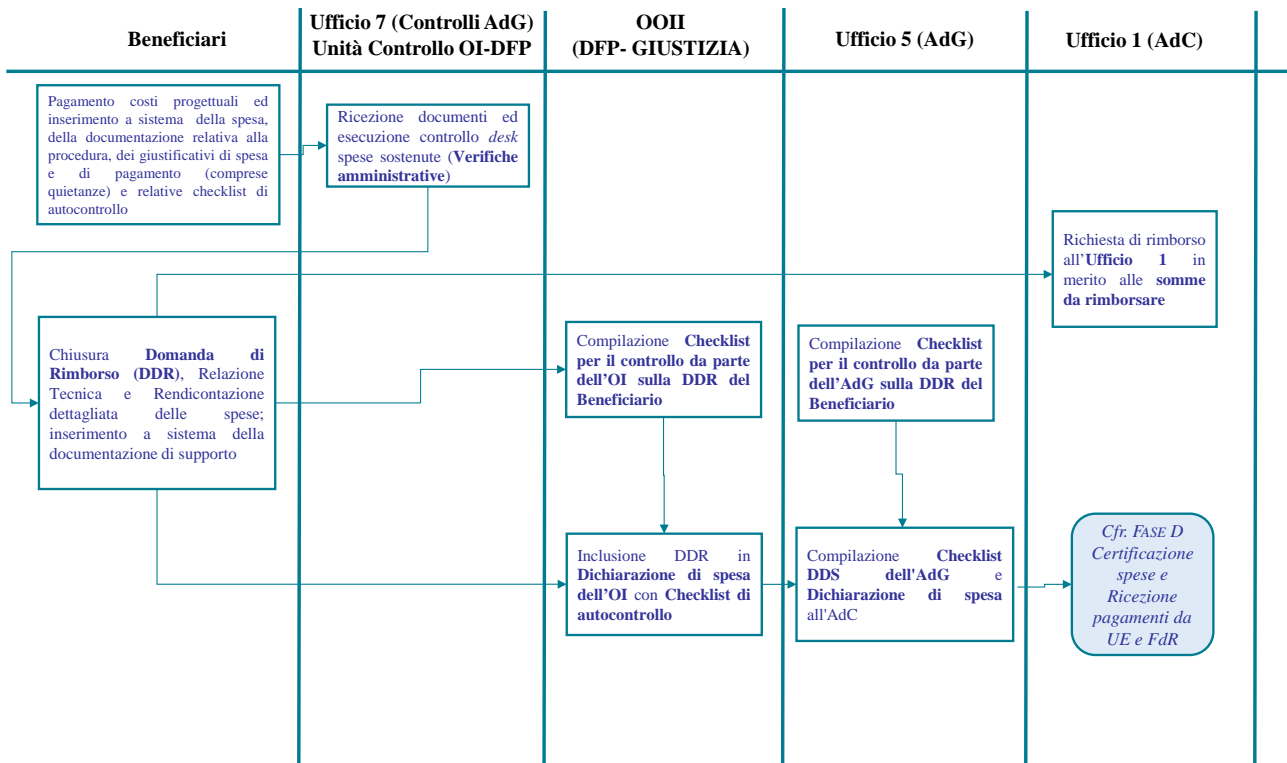 Beneficiari
Ufficio 7 (Controlli AdG)
Unità Controllo OI-DFP
OOII
(DFP- GIUSTIZIA)
Ufficio 5 (AdG)
Ufficio 1 (AdC)
Pagamento costi progettuali ed
inserimento a sistema della spesa,
della documentazione relativa alla
procedura, dei giustificativi di spesa
e di pagamento (comprese
quietanze) e relative checklist di
autocontrollo
Ricezione documenti ed
esecuzione controllo desk
spese sostenute (Verifiche
amministrative)
Richiesta di rimborso
all'Ufficio 1 in
merito alle somme
da rimborsare
Chiusura Domanda di
Rimborso (DDR), Relazione
Tecnica e Rendicontazione
dettagliata delle spese;
inserimento a sistema della
documentazione di supporto
Compilazione Checklist
per il controllo da parte
dell'OI sulla DDR del
Beneficiario
Compilazione Checklist
per il controllo da parte
dell'AdG sulla DDR del
Beneficiario
Inclusione DDR in
Dichiarazione di spesa
dell'OI con Checklist di
autocontrollo
Compilazione Checklist
DDS dell'AdG e
Dichiarazione di spesa
all'AdC
Cfr. FASE D
Certificazione
spese e
Ricezione
pagamenti da
UE e FdR